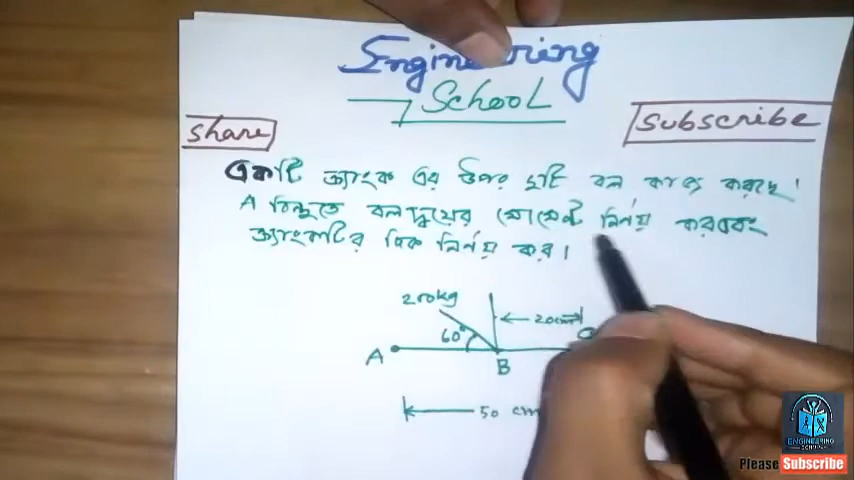 Engineering
School
Share
Subscribe
একটি ক্র্যাংক এর উপর দুটি বল কার্য করছে।
A বিন্দুতে বলদ্বয়ের মোমেন্ট নির্ণয় কর এবং
ক্র্যাংকটির দিক নির্ণয় কর।
200kg
20cm
60°
A
B
50 cm
ENGINEERING
SCHOOL
Please Subscribe